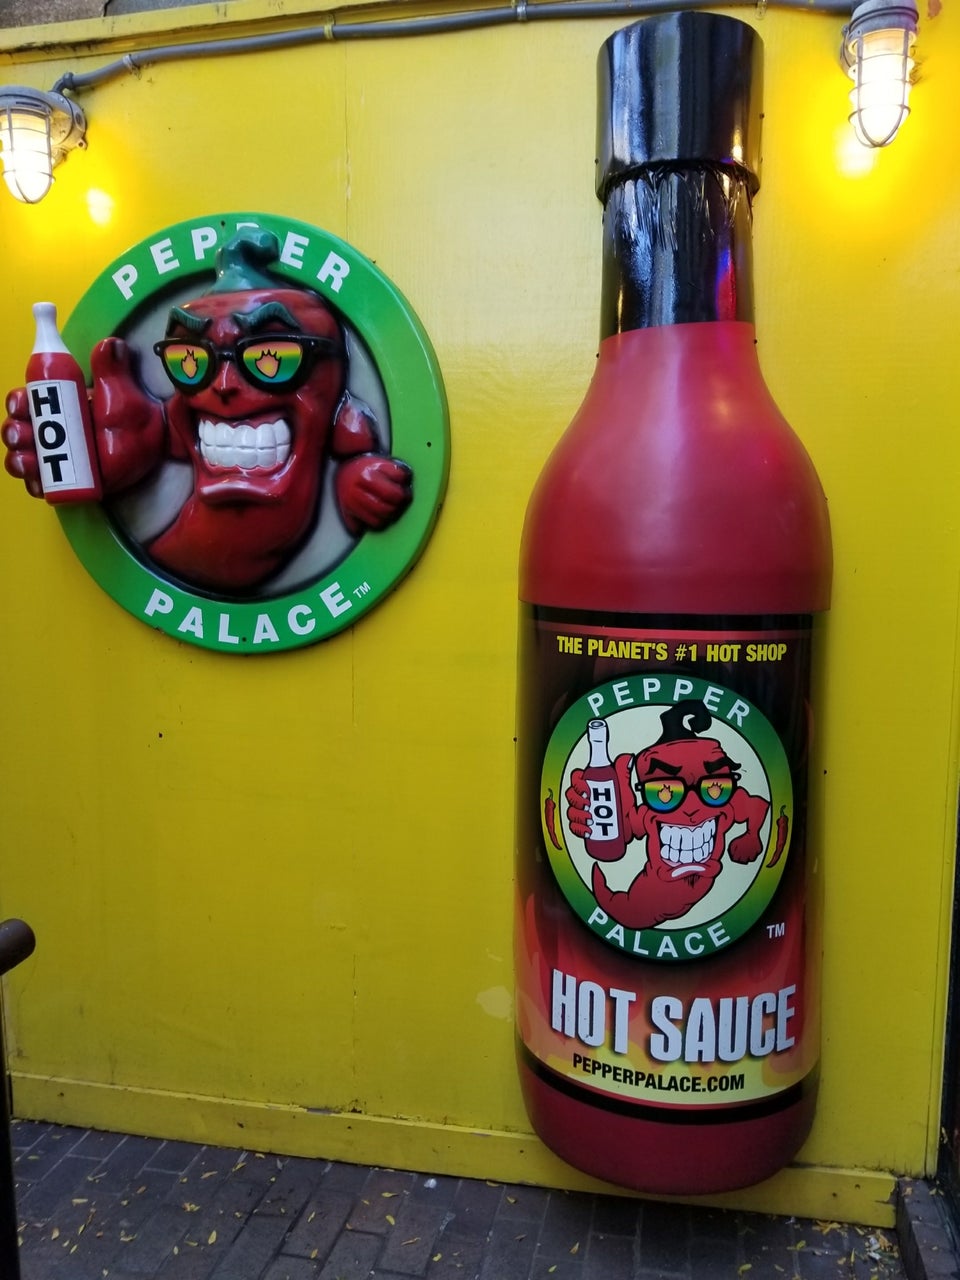 PEPPER
HOT
PALACE™
THE PLANET'S #1 HOT SHOP
PEPPER
HOT
PALACE
TM
HOT SAUCE
PEPPERPALACE.COM